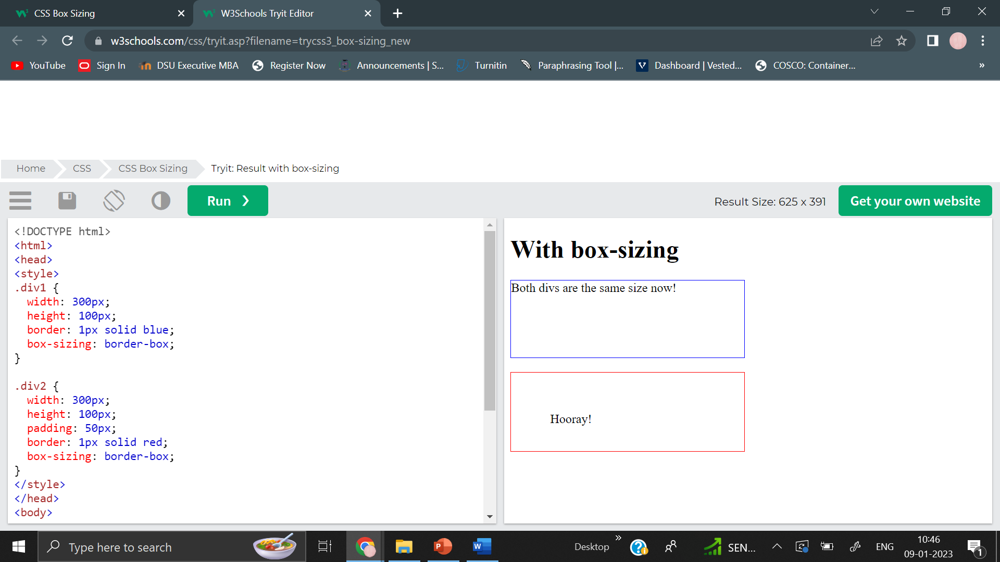 CSS Box Sizing
W3Schools Tryit Editor
w3schools.com/css/tryit.asp?filename=trycss3_box-sizing_new
YouTube Sign In DSU Executive MBA Register Now Announcements | S... Turnitin Paraphrasing Tool |... Dashboard | Vested... COSCO: Container... »
Home CSS CSS Box Sizing Tryit: Result with box-sizing
Run ❯ Result Size: 625 x 391 Get your own website
<!DOCTYPE html>
<html>
<head>
<style>
.div1 {
  width: 300px;
  height: 100px;
  border: 1px solid blue;
  box-sizing: border-box;
}
.div2 {
  width: 300px;
  height: 100px;
  padding: 50px;
  border: 1px solid red;
  box-sizing: border-box;
}
</style>
</head>
<body>
With box-sizing
Both divs are the same size now!
Hooray!
Type here to search
P
W
Desktop »
SEN...
ENG
10:46
09-01-2023
1